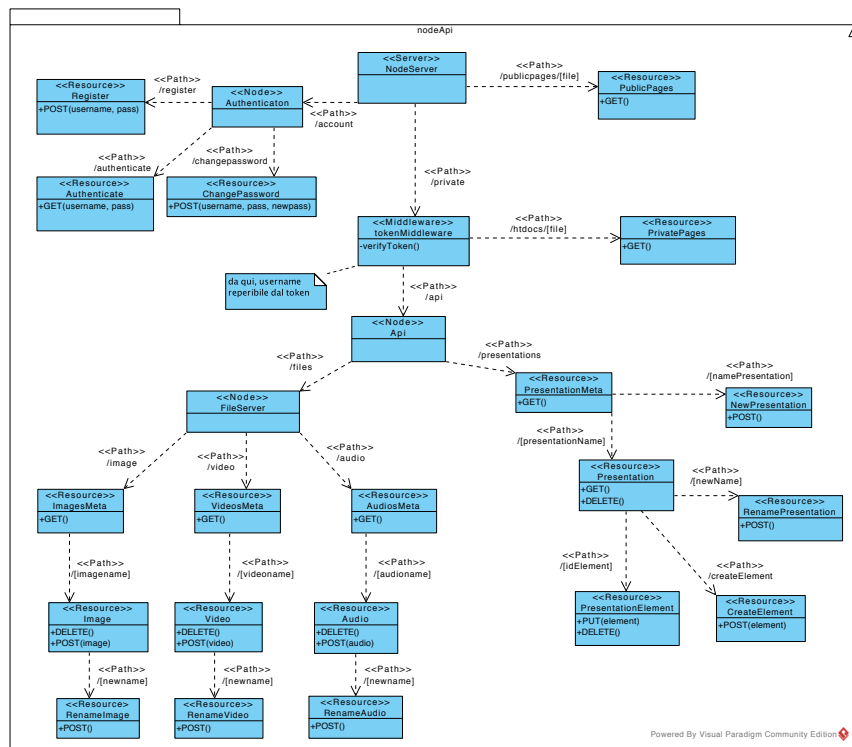 nodeApi
<<Server>>
NodeServer
<<Path>>
/publicpages/[file]
<<Resource>>
PublicPages
+GET()
<<Path>>
/account
<<Node>>
Authenticaton
<<Path>>
/register
<<Resource>>
Register
+POST(username, pass)
<<Path>>
/authenticate
<<Path>>
/changepassword
<<Resource>>
Authenticate
+GET(username, pass)
<<Resource>>
ChangePassword
+POST(username, pass, newpass)
<<Path>>
/private
<<Middleware>>
tokenMiddleware
-verifyToken()
<<Path>>
/htdocs/[file]
<<Resource>>
PrivatePages
+GET()
da qui, username
reperibile dal token
<<Path>>
/api
<<Node>>
Api
<<Path>>
/files
<<Path>>
/presentations
<<Node>>
FileServer
<<Resource>>
PresentationMeta
+GET()
<<Path>>
/[namePresentation]
<<Resource>>
NewPresentation
+POST()
<<Path>>
/image
<<Path>>
/video
<<Path>>
/audio
<<Path>>
/[presentationName]
<<Resource>>
ImagesMeta
+GET()
<<Resource>>
VideosMeta
+GET()
<<Resource>>
AudiosMeta
+GET()
<<Resource>>
Presentation
+GET()
+DELETE()
<<Path>>
/[newName]
<<Resource>>
RenamePresentation
+POST()
<<Path>>
/[imagename]
<<Path>>
/[videoname]
<<Path>>
/[audioname]
<<Path>>
/[idElement]
<<Path>>
/createElement
<<Resource>>
Image
+DELETE()
+POST(image)
<<Resource>>
Video
+DELETE()
+POST(video)
<<Resource>>
Audio
+DELETE()
+POST(audio)
<<Resource>>
PresentationElement
+PUT(element)
+DELETE()
<<Resource>>
CreateElement
+POST(element)
<<Path>>
/[newname]
<<Path>>
/[newname]
<<Path>>
/[newname]
<<Resource>
RenameImage
+POST()
<<Resource>>
RenameVideo
+POST()
<<Resource>>
RenameAudio
+POST()
Powered By Visual Paradigm Community Edition